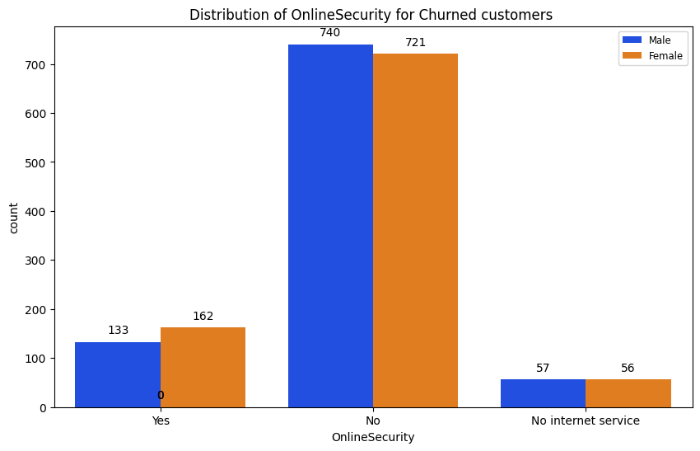 Distribution of OnlineSecurity for Churned customers
Male
Female
740
721
700
600
500
400
300
200
100
0
count
133
162
0
57
56
Yes
No
No internet service
OnlineSecurity